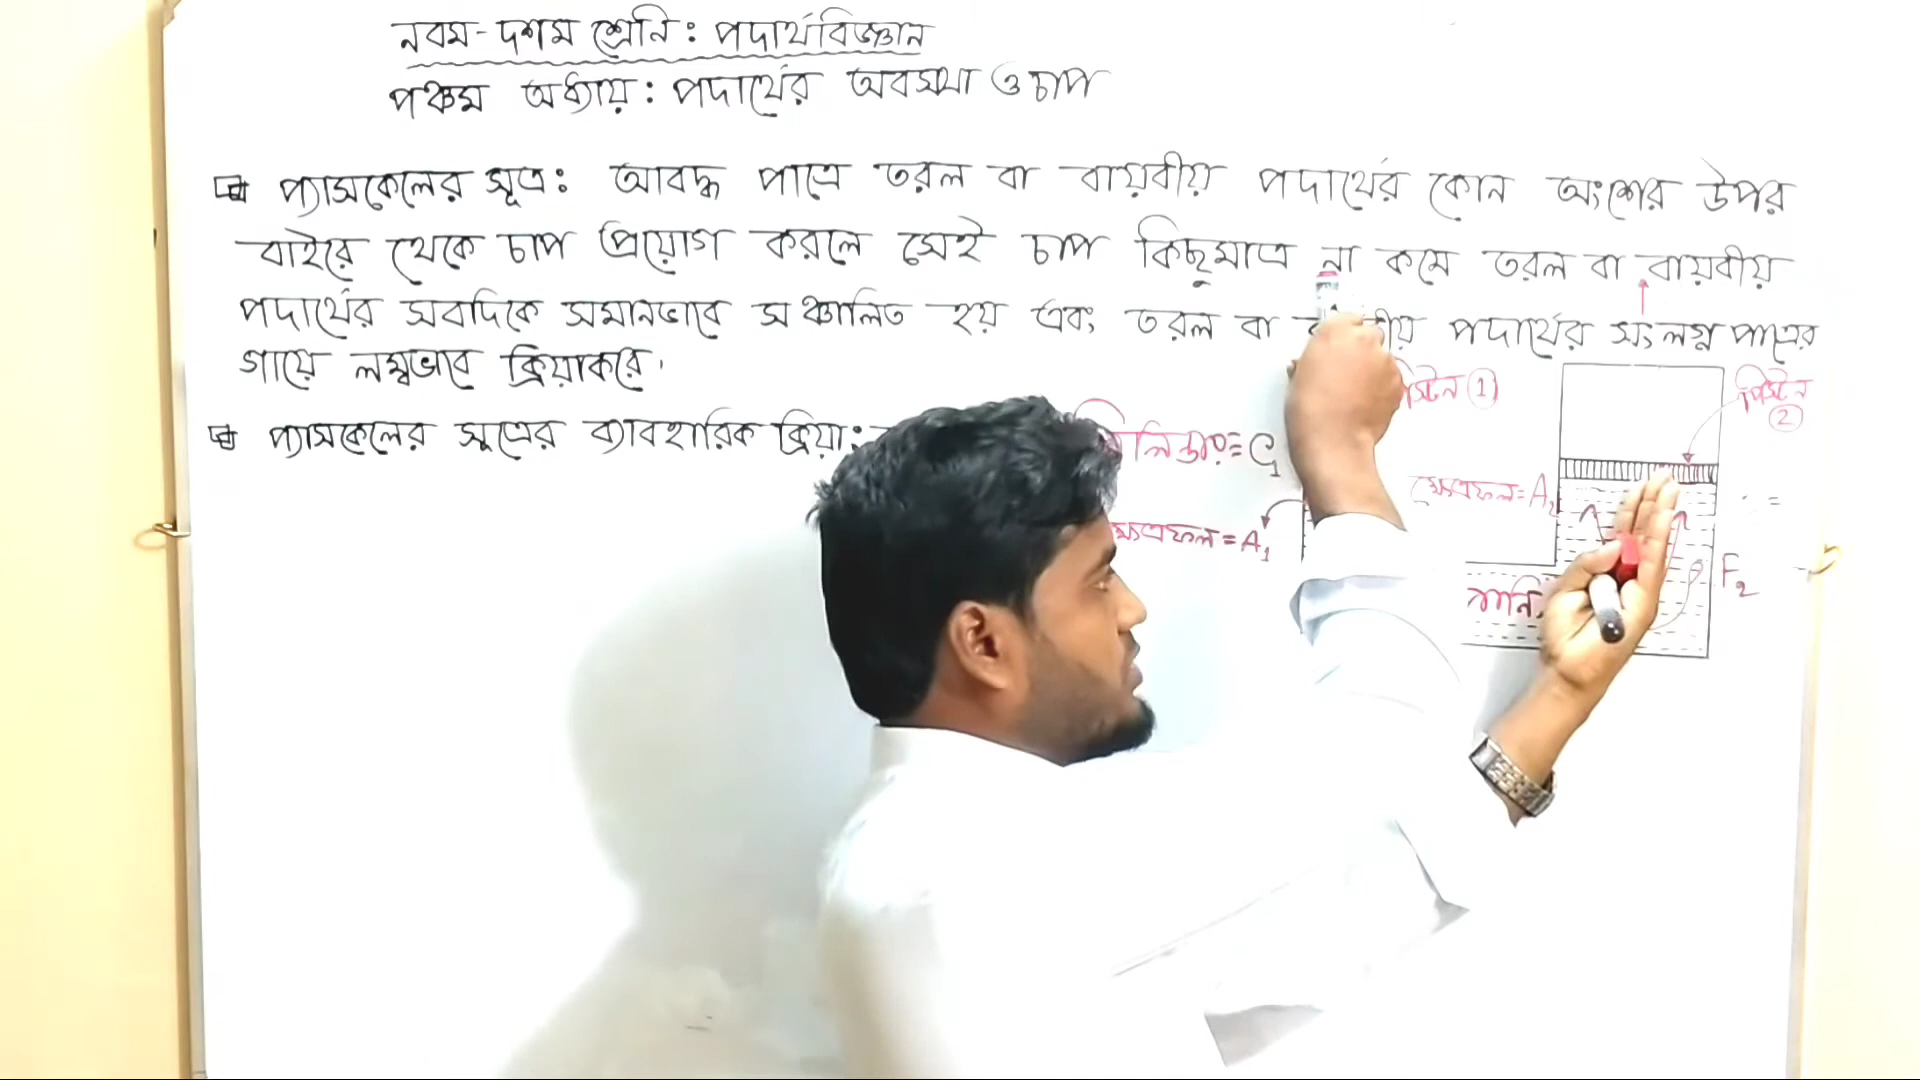 নবম-দশম শ্রেনি: পদার্থবিজ্ঞান
পঞ্চম অধ্যায়: পদার্থের অবস্থা ও চাপ
প্যাসকেলের সূত্র: আবদ্ধ পাত্রে তরল বা বায়বীয় পদার্থের কোন অংশের উপর
বাইরে থেকে চাপ প্রয়োগ করলে সেই চাপ কিছুমাত্র না কমে তরল বা বায়বীয়
পদার্থের সবদিকে সমানভাবে সঞ্চালিত হয় এবং তরল বা পদার্থের সংলগ্ন পাত্রের
গায়ে লম্বভাবে ক্রিয়াকরে।
প্যাসকেলের সূত্রের ব্যবহারিক ক্রিয়া:
①
পিস্টন
②
ক্ষেত্রফল = A₁
F₂